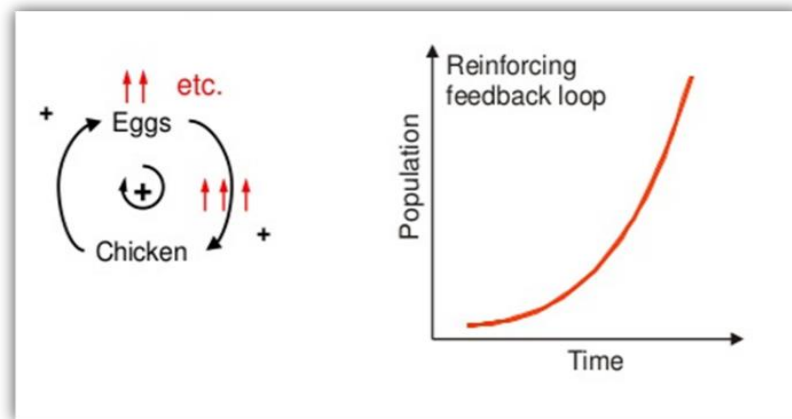 etc.
+
Eggs
+
+
Chicken
Reinforcing
feedback loop
Population
Time